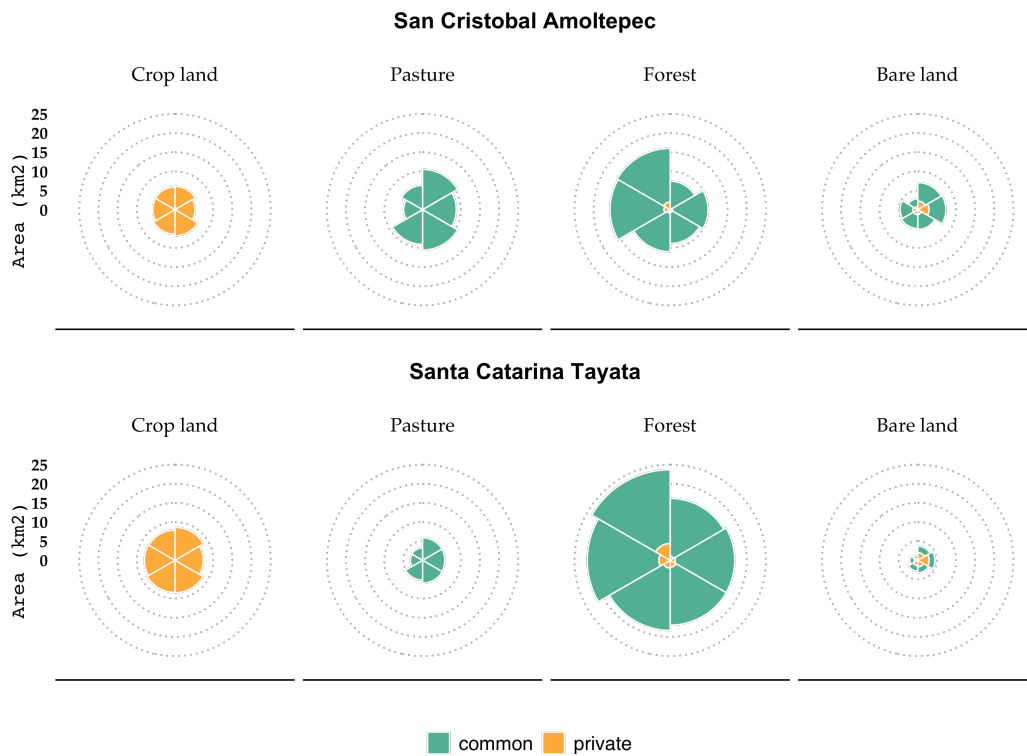 San Cristobal Amoltepec
Crop land Pasture Forest Bare land
25
20
15
10
5
0
Area (km2)
Santa Catarina Tayata
Crop land Pasture Forest Bare land
25
20
15
10
5
0
Area (km2)
common private